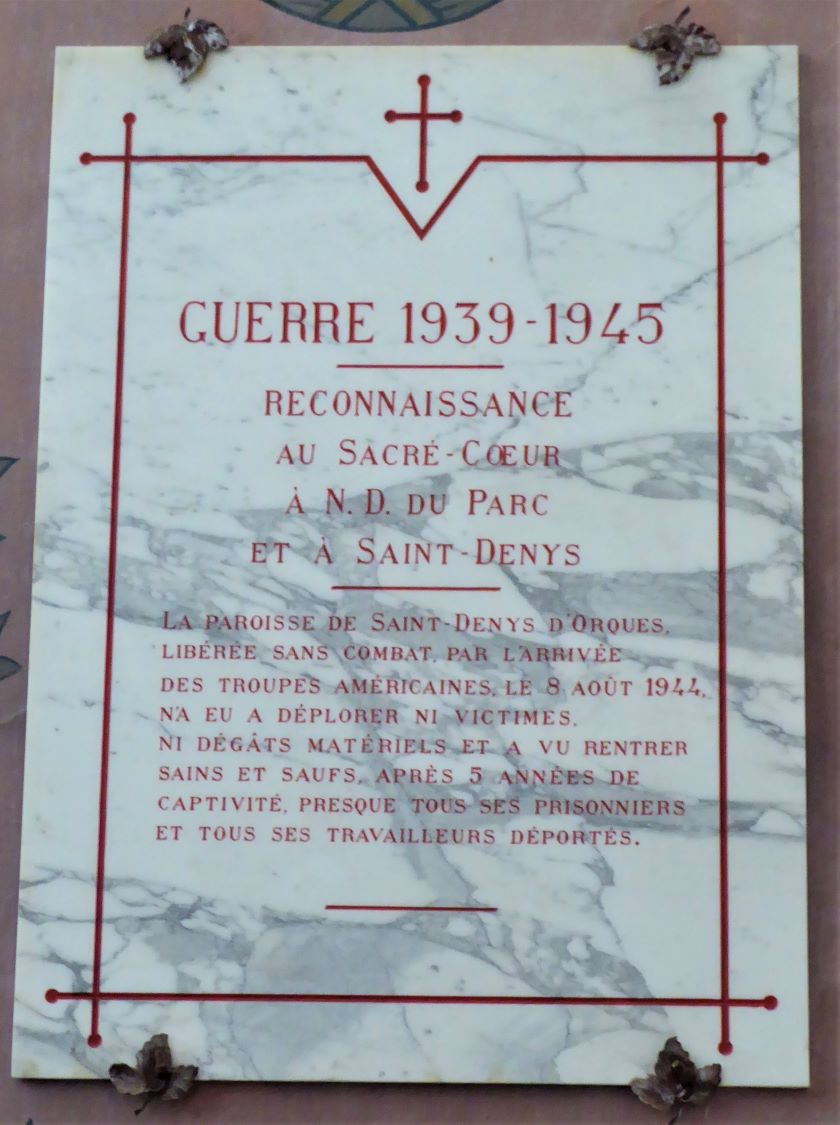 GUERRE 1939-1945
RECONNAISSANCE
AU SACRÉ-CŒUR
À N.D. DU PARC
ET À SAINT-DENYS
LA PAROISSE DE SAINT-DENYS D'ORQUES,
LIBÉRÉE SANS COMBAT, PAR L'ARRIVÉE
DES TROUPES AMÉRICAINES, LE 8 AOÛT 1944,
N'A EU A DÉPLORER NI VICTIMES,
NI DÉGÂTS MATÉRIELS ET A VU RENTRER
SAINS ET SAUFS, APRÈS 5 ANNÉES DE
CAPTIVITÉ, PRESQUE TOUS SES PRISONNIERS
ET TOUS SES TRAVAILLEURS DÉPORTÉS.